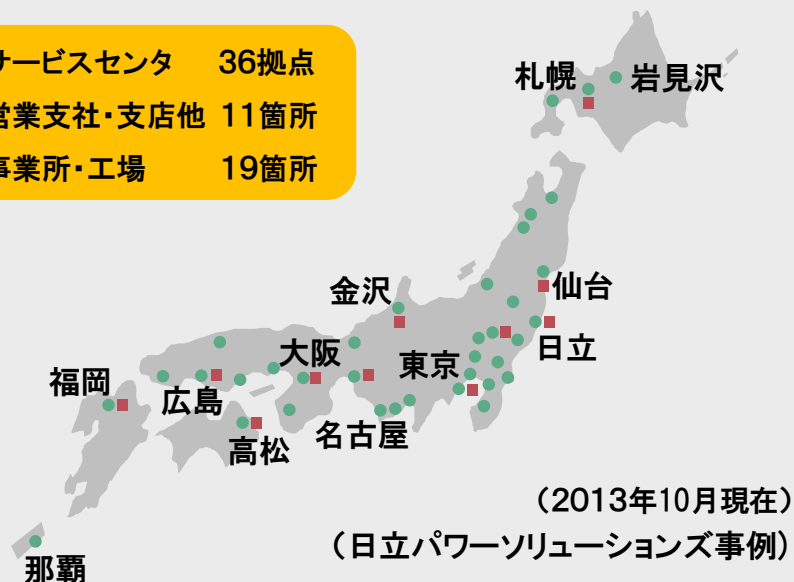 サービスセンタ 36拠点
営業支社・支店他 11箇所
事業所・工場 19箇所
札幌
岩見沢
仙台
金沢
日立
大阪
東京
福岡
広島
名古屋
高松
(2013年10月現在)
(日立パワーソリューションズ事例)
那覇